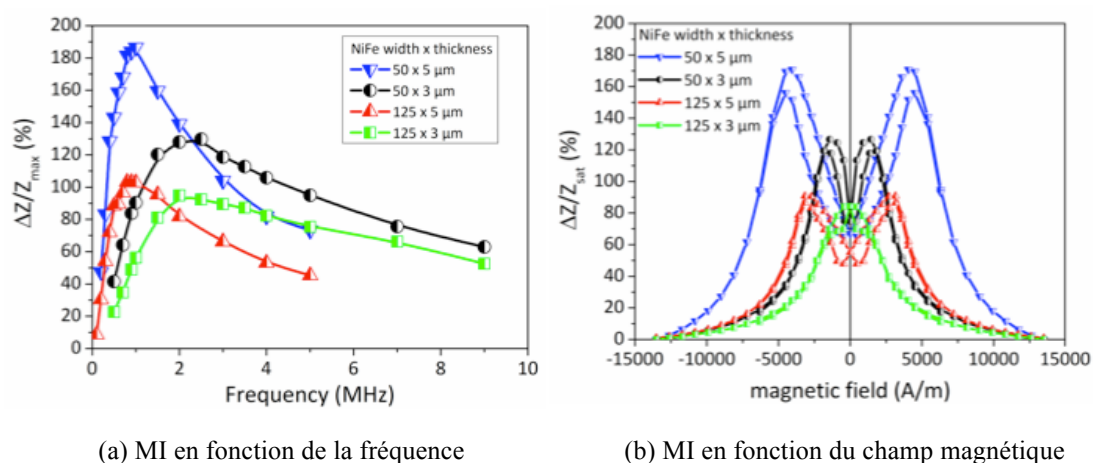 200
180
160
140
120
100
80
60
40
20
0
ΔZ/Z_max (%)
NiFe width x thickness
50 x 5 µm
50 x 3 µm
125 x 5 µm
125 x 3 µm
0 2 4 6 8 10
Frequency (MHz)
200
180
160
140
120
100
80
60
40
20
0
ΔZ/Z_sat (%)
NiFe width x thickness
50 x 5 µm
50 x 3 µm
125 x 5 µm
125 x 3 µm
-15000 -10000 -5000 0 5000 10000 15000
magnetic field (A/m)
(a) MI en fonction de la fréquence
(b) MI en fonction du champ magnétique